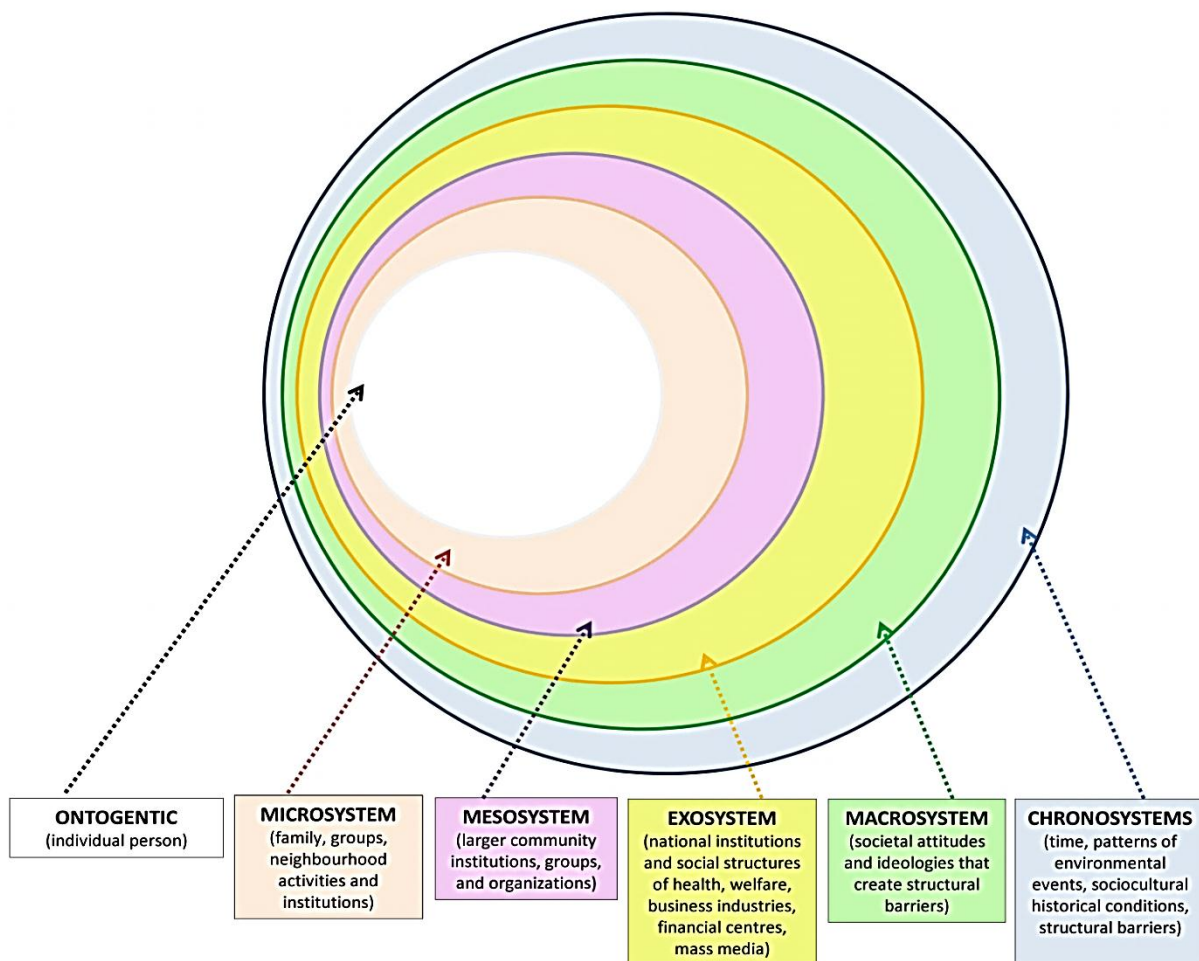 ONTOGENTIC
(individual person)
MICROSYSTEM
(family, groups,
neighbourhood
activities and
institutions)
MESOSYSTEM
(larger community
institutions, groups,
and organizations)
EXOSYSTEM
(national institutions
and social structures
of health, welfare,
business industries,
financial centres,
mass media)
MACROSYSTEM
(societal attitudes
and ideologies that
create structural
barriers)
CHRONOSYSTEMS
(time, patterns of
environmental
events, sociocultural
historical conditions,
structural barriers)